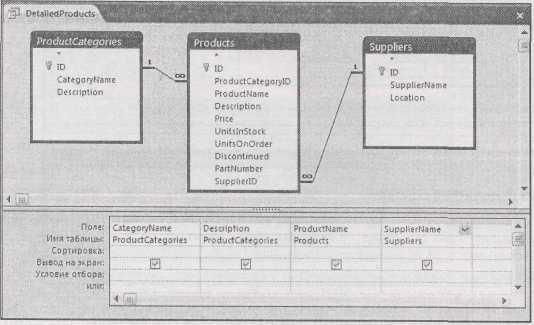 DetailedProducts
ProductCategories
*
ID
CategoryName
Description
1
∞
Products
*
ID
ProductCategoryID
ProductName
Description
Price
UnitsInStock
UnitsOnOrder
Discontinued
PartNumber
SupplierID
∞
1
Suppliers
*
ID
SupplierName
Location
Поле: CategoryName Description ProductName SupplierName
Имя таблицы: ProductCategories ProductCategories Products Suppliers
Сортировка:
Вывод на экран:
Условие отбора:
или: